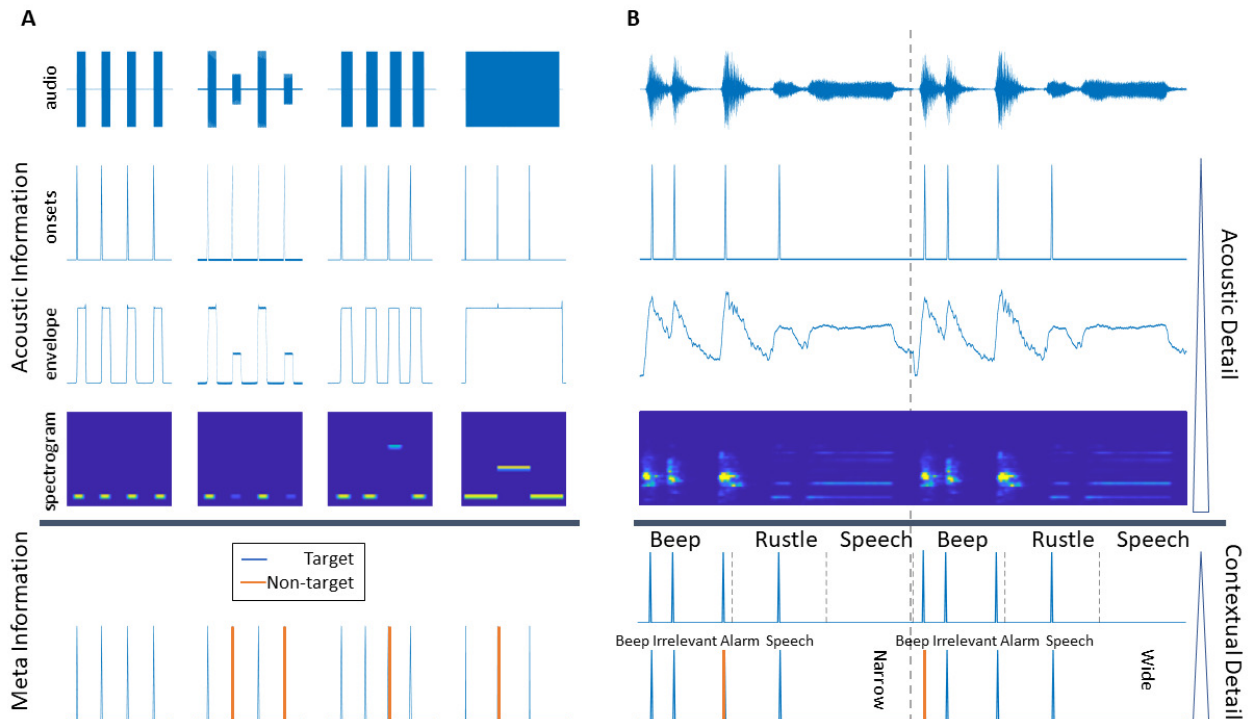 A
B
audio
onsets
envelope
spectrogram
Acoustic Information
Acoustic Detail
Meta Information
Target
Non-target
Beep Rustle Speech Beep Rustle Speech
Beep Irrelevant Alarm Speech Beep Irrelevant Alarm Speech
Narrow
Wide
Contextual Detail